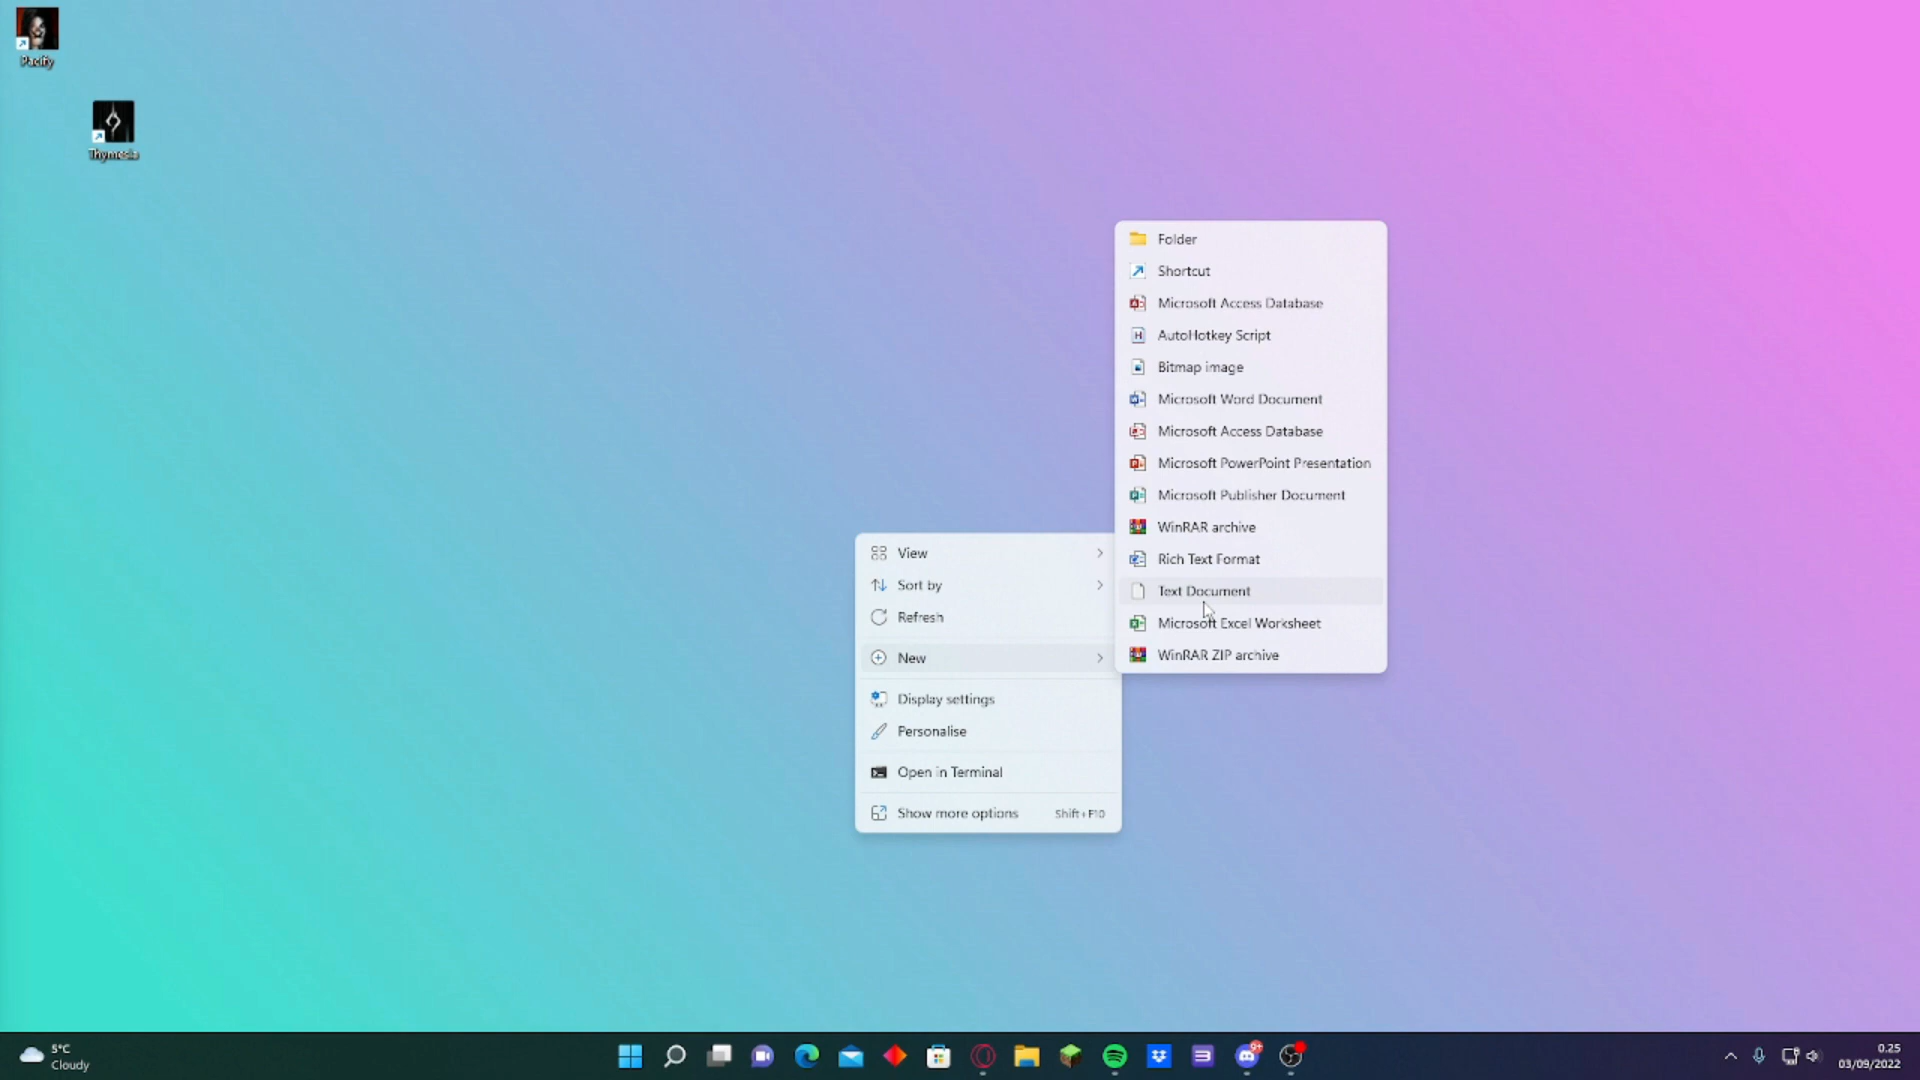 Pacify
Thymesia
Folder
Shortcut
Microsoft Access Database
AutoHotkey Script
Bitmap image
Microsoft Word Document
Microsoft Access Database
Microsoft PowerPoint Presentation
Microsoft Publisher Document
WinRAR archive
Rich Text Format
Text Document
Microsoft Excel Worksheet
WinRAR ZIP archive
View
Sort by
Refresh
New
Display settings
Personalise
Open in Terminal
Show more options Shift+F10
5°C
Cloudy
9+
0.25
03/09/2022